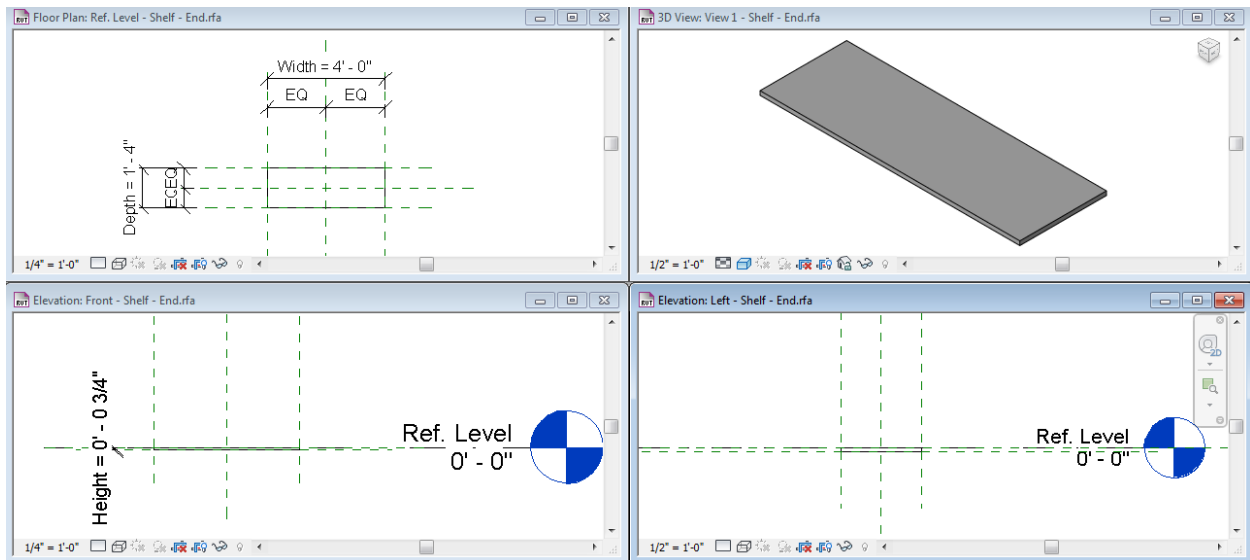 Floor Plan: Ref. Level - Shelf - End.rfa
Width = 4' - 0"
EQ EQ
Depth = 1' - 4"
EQ EQ
1/4" = 1'-0"
3D View: View 1 - Shelf - End.rfa
1/2" = 1'-0"
Elevation: Front - Shelf - End.rfa
Height = 0' - 0 3/4"
Ref. Level
0' - 0"
1/4" = 1'-0"
Elevation: Left - Shelf - End.rfa
2D
Ref. Level
0' - 0"
1/2" = 1'-0"